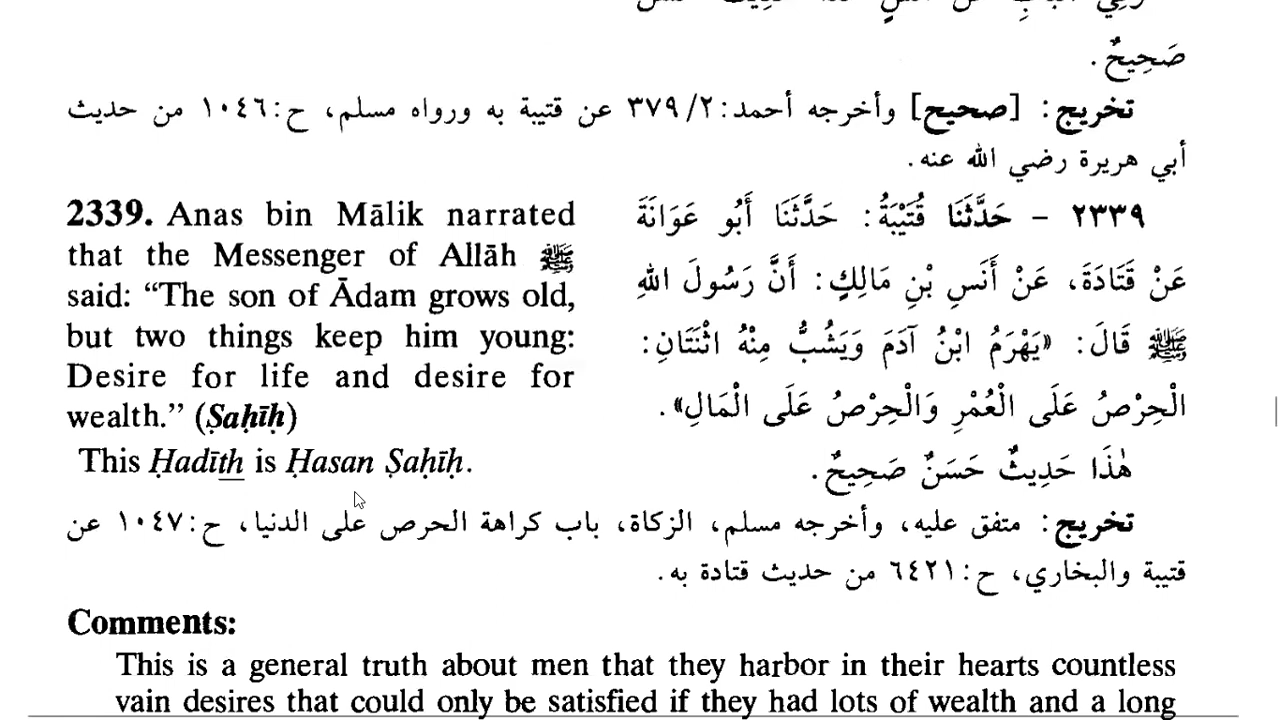 صَحِيحٌ.
تخريج: [صحيح] وأخرجه أحمد: ٣٧٩/٢ عن قتيبة به ورواه مسلم، ح: ١٠٤٦ من حديث
أبي هريرة رضي الله عنه.
2339. Anas bin Mālik narrated
that the Messenger of Allāh ﷺ
said: “The son of Ādam grows old,
but two things keep him young:
Desire for life and desire for
wealth.” (Ṣaḥīḥ)
This Ḥadīth is Ḥasan Ṣaḥīḥ.
٢٣٣٩ - حَدَّثَنَا قُتَيْبَةُ: حَدَّثَنَا أَبُو عَوَانَةَ
عَنْ قَتَادَةَ، عَنْ أَنَسِ بْنِ مَالِكٍ: أَنَّ رَسُولَ اللهِ
ﷺ قَالَ: «يَهْرَمُ ابْنُ آدَمَ وَيَشُبُّ مِنْهُ اثْنَتَانِ:
الْحِرْصُ عَلَى الْعُمْرِ وَالْحِرْصُ عَلَى الْمَالِ».
هٰذَا حَدِيثٌ حَسَنٌ صَحِيحٌ.
تخريج: متفق عليه، وأخرجه مسلم، الزكاة، باب كراهة الحرص على الدنيا، ح: ١٠٤٧ عن
قتيبة والبخاري، ح: ٦٤٢١ من حديث قتادة به.
Comments:
This is a general truth about men that they harbor in their hearts countless
vain desires that could only be satisfied if they had lots of wealth and a long